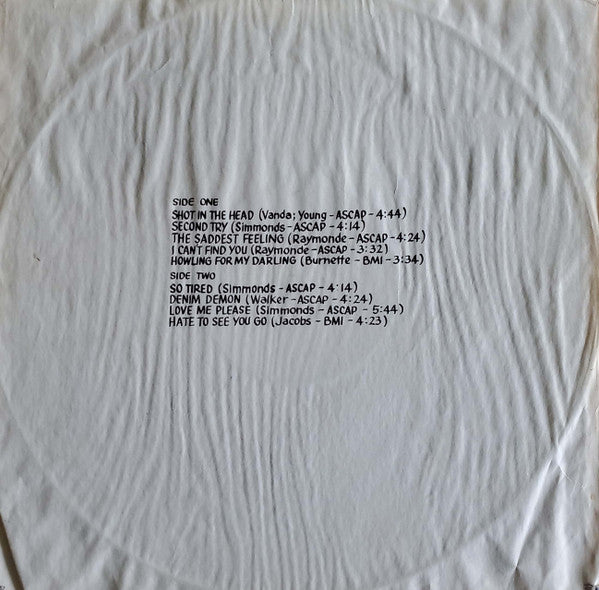 SIDE ONE
SHOT IN THE HEAD (Vanda; Young - ASCAP - 4:44)
SECOND TRY (Simmonds - ASCAP - 4:14)
THE SADDEST FEELING (Raymonde - ASCAP - 4:24)
I CAN'T FIND YOU (Raymonde - ASCAP - 3:32)
HOWLING FOR MY DARLING (Burnette - BMI - 3:34)
SIDE TWO
SO TIRED (Simmonds - ASCAP - 4:14)
DENIM DEMON (Walker - ASCAP - 4:24)
LOVE ME PLEASE (Simmonds - ASCAP - 5:44)
HATE TO SEE YOU GO (Jacobs - BMI - 4:23)